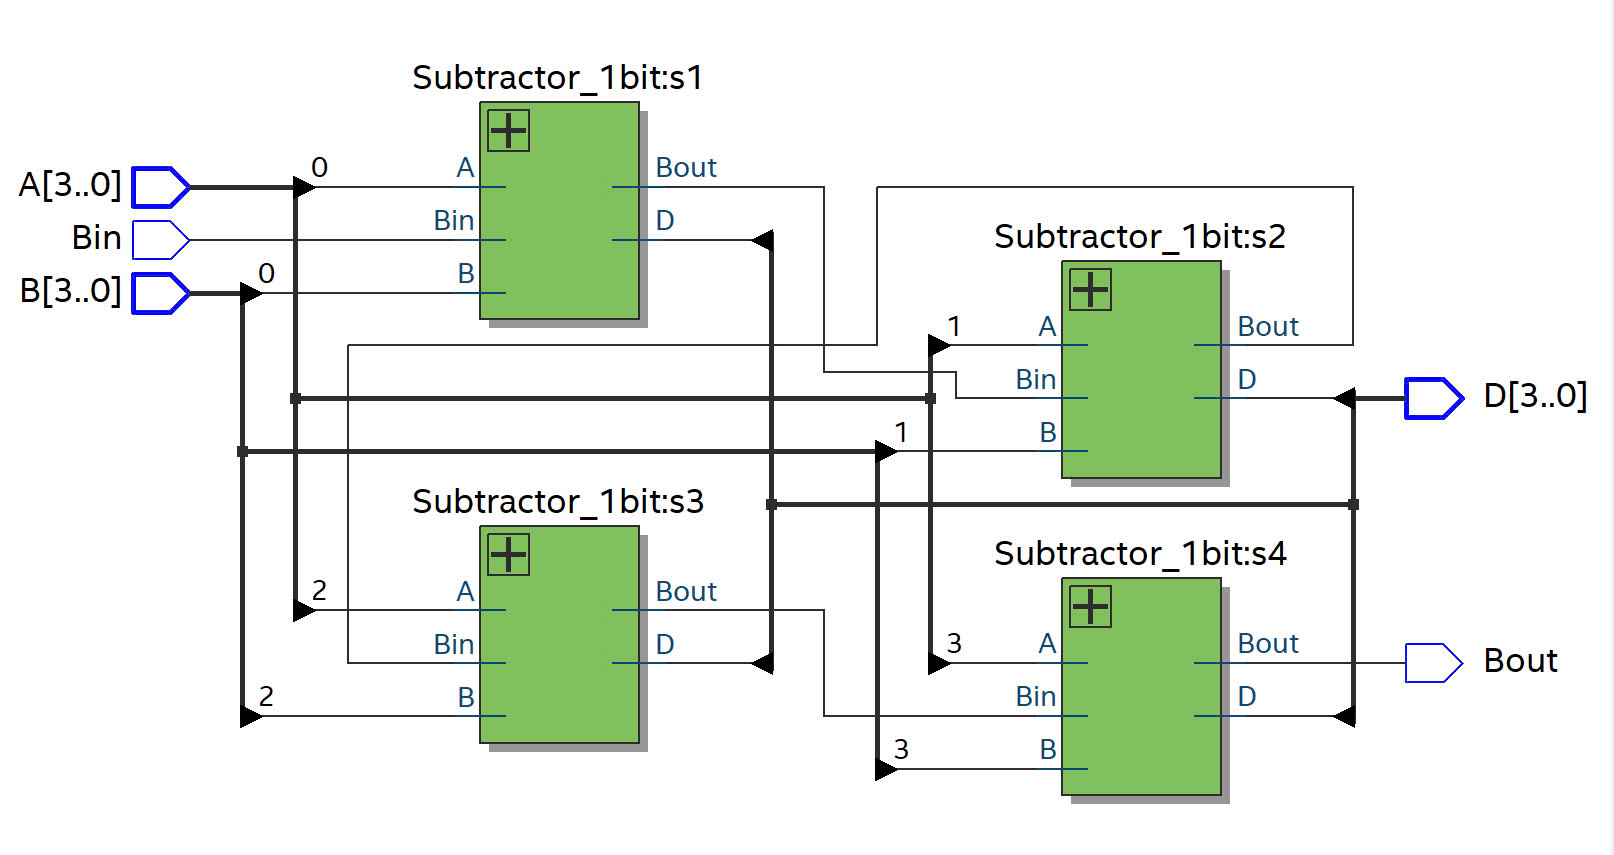 Subtractor_1bit:s1
A[3..0]
0
A
Bout
Bin
Bin
D
B[3..0]
0
B
Subtractor_1bit:s2
1
A
Bout
Bin
D
D[3..0]
1
B
Subtractor_1bit:s3
2
A
Bout
Bin
D
2
B
Subtractor_1bit:s4
3
A
Bout
Bout
Bin
D
3
B